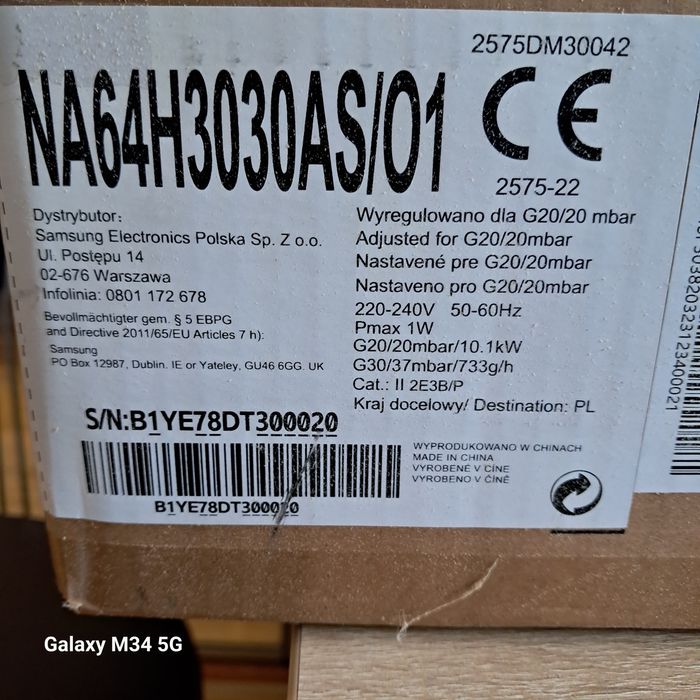 2575DM30042
NA64H3030AS/O1
CE
2575-22
Dystrybutor:
Samsung Electronics Polska Sp. Z o.o.
Ul. Postępu 14
02-676 Warszawa
Infolinia: 0801 172 678
Bevollmächtigter gem. § 5 EBPG
and Directive 2011/65/EU Articles 7 h):
Samsung
PO Box 12987, Dublin. IE or Yateley, GU46 6GG. UK
Wyregulowano dla G20/20 mbar
Adjusted for G20/20mbar
Nastavené pre G20/20mbar
Nastaveno pro G20/20mbar
220-240V 50-60Hz
Pmax 1W
G20/20mbar/10.1kW
G30/37mbar/733g/h
Cat.: II 2E3B/P
Kraj docelowy/ Destination: PL
S/N:B1YE78DT300020
B1YE78DT300020
WYPRODUKOWANO W CHINACH
MADE IN CHINA
VYROBENÉ V ČÍNE
VYROBENO V ČÍNĚ
Galaxy M34 5G